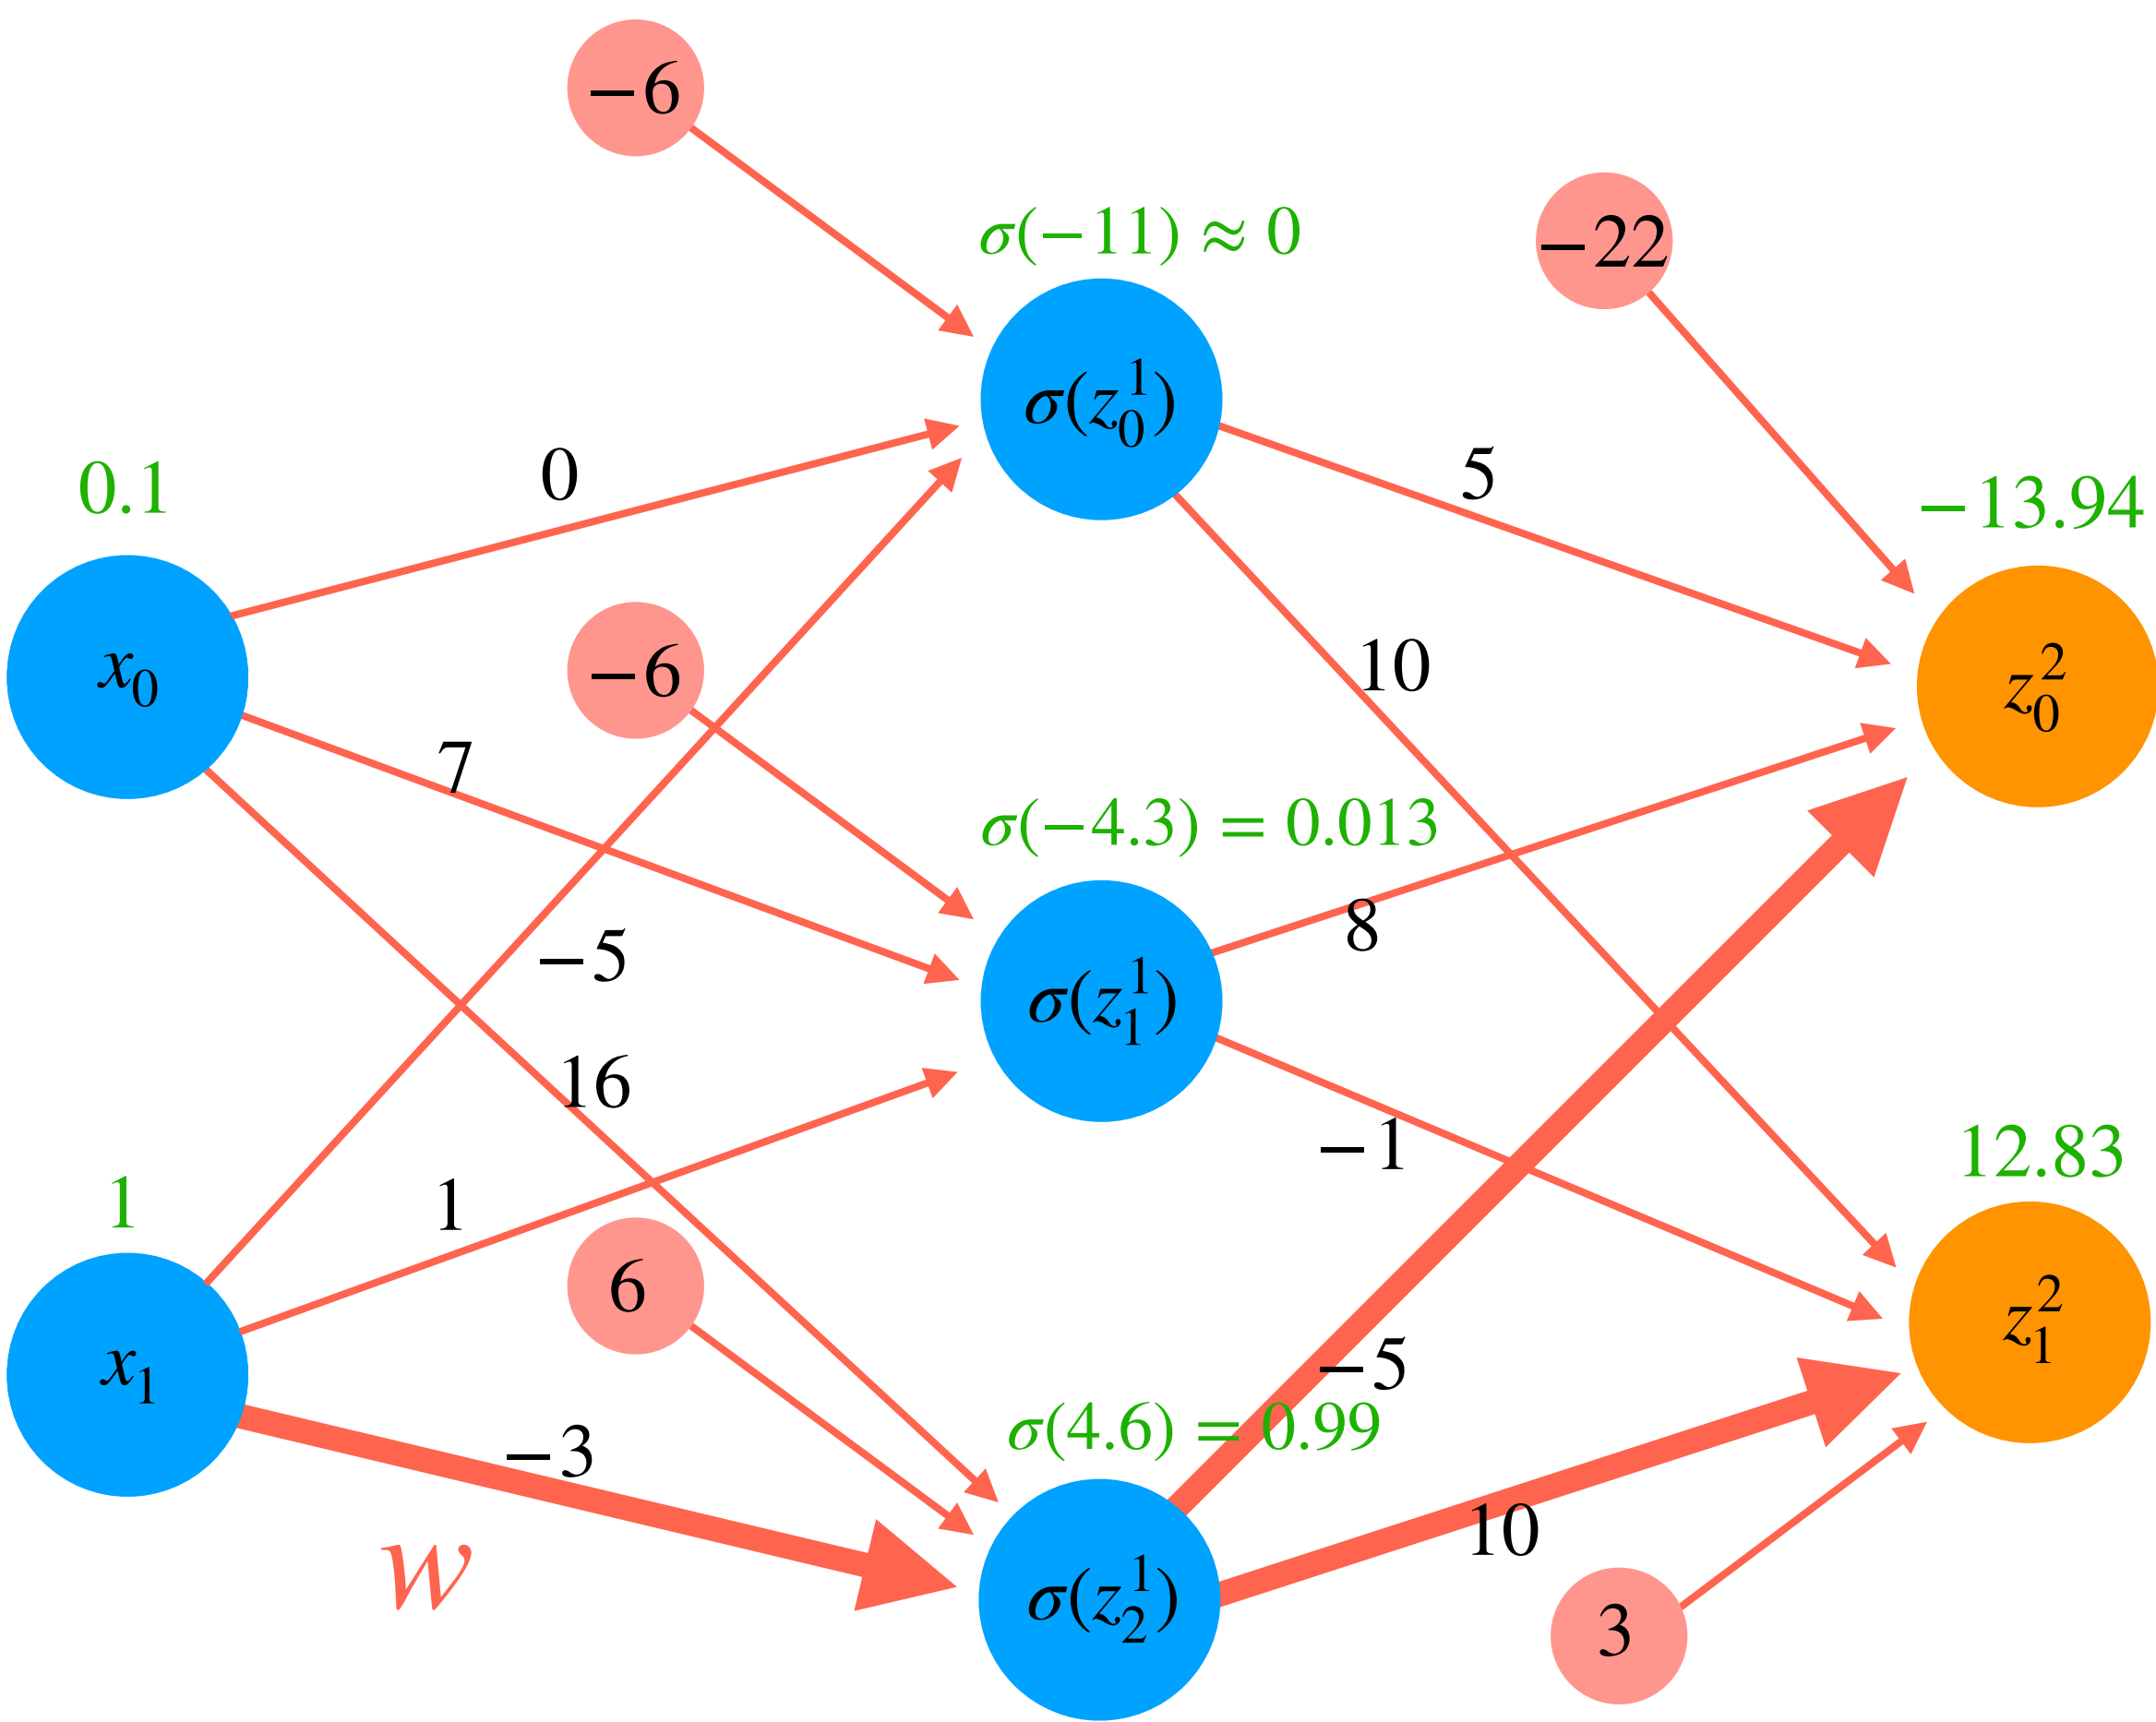 −6
σ(−11) ≈ 0
−22
σ(z₀¹)
0.1
0
5
−13.94
x₀
−6
10
z₀²
7
σ(−4.3) = 0.013
8
−5
σ(z₁¹)
16
−1
12.83
1
1
6
z₁²
x₁
−5
σ(4.6) = 0.99
−3
10
w
σ(z₂¹)
3